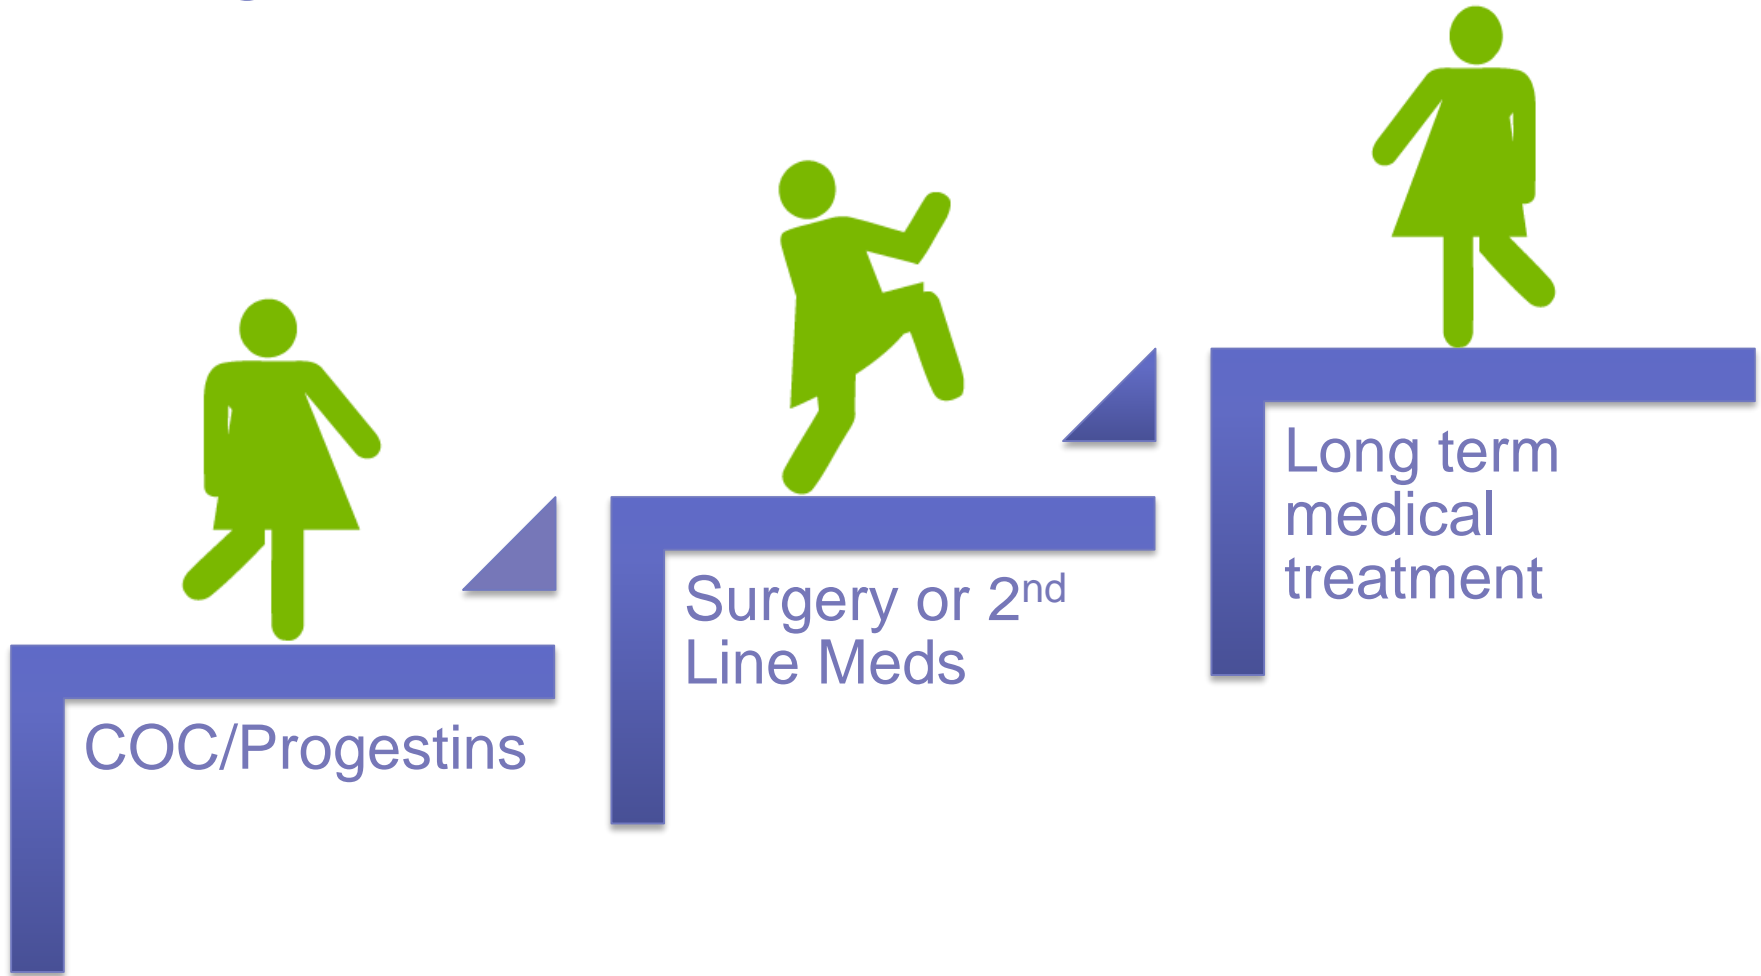 COC/Progestins
Surgery or 2nd
Line Meds
Long term
medical
treatment